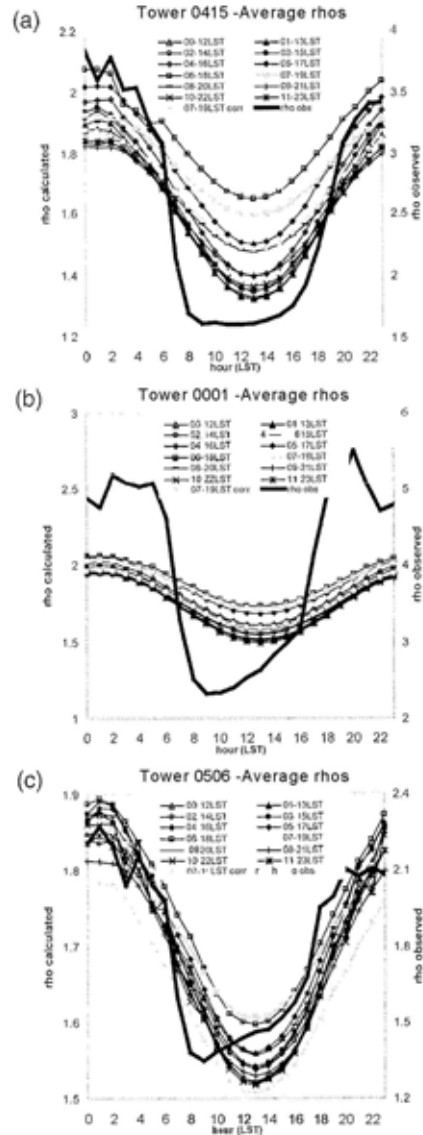 (a)
Tower 0415 -Average rhos
2.2
2
1.8
1.6
1.4
1.2
4
3.5
3
2.5
2
1.5
rho calculated
rho observed
00-12LST
01-13LST
02-14LST
03-15LST
04-16LST
05-17LST
06-18LST
07-19LST
08-20LST
09-21LST
10-22LST
11-23LST
07-19LST corr
rho obs
0 2 4 6 8 10 12 14 16 18 20 22
hour (LST)
(b)
Tower 0001 -Average rhos
3
2.5
2
1.5
1
6
5
4
3
2
rho calculated
rho observed
00-12LST
02-14LST
04-16LST
05-17LST
06-18LST
07-19LST
08-20LST
09-21LST
10-22LST
11-23LST
07-19LST corr
rho obs
0 2 4 6 8 10 12 14 16 18 20 22
hour (LST)
(c)
Tower 0506 -Average rhos
1.9
1.8
1.7
1.6
1.5
2.4
2.1
1.8
1.5
1.2
rho calculated
rho observed
00-12LST
01-13LST
02-14LST
03-15LST
04-16LST
05-17LST
06-18LST
07-19LST
10-22LST
11-23LST
0 2 4 6 8 10 12 14 16 18 20 22
hour (LST)